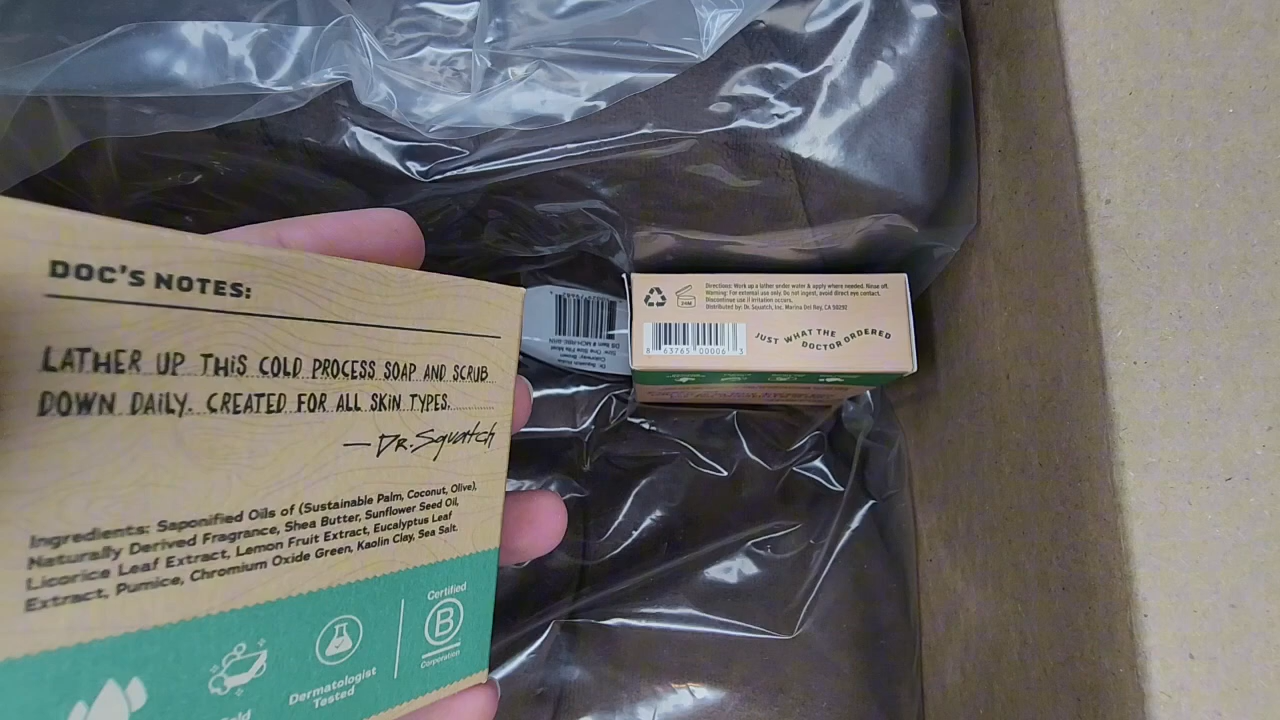 DOC'S NOTES:
LATHER UP THIS COLD PROCESS SOAP AND SCRUB
DOWN DAILY. CREATED FOR ALL SKIN TYPES.
—Dr. Squatch
Ingredients: Saponified Oils of (Sustainable Palm, Coconut, Olive),
Naturally Derived Fragrance, Shea Butter, Sunflower Seed Oil,
Licorice Leaf Extract, Lemon Fruit Extract, Eucalyptus Leaf
Extract, Pumice, Chromium Oxide Green, Kaolin Clay, Sea Salt.
Dermatologist
Tested
Certified
B
Corporation
Directions: Work up a lather under water & apply where needed. Rinse off.
Warning: For external use only. Do not ingest, avoid direct eye contact.
Discontinue use if irritation occurs.
Distributed by: Dr. Squatch, Inc. Marina Del Rey, CA 90292
24M
8 63765 00006 3
JUST WHAT THE
DOCTOR ORDERED